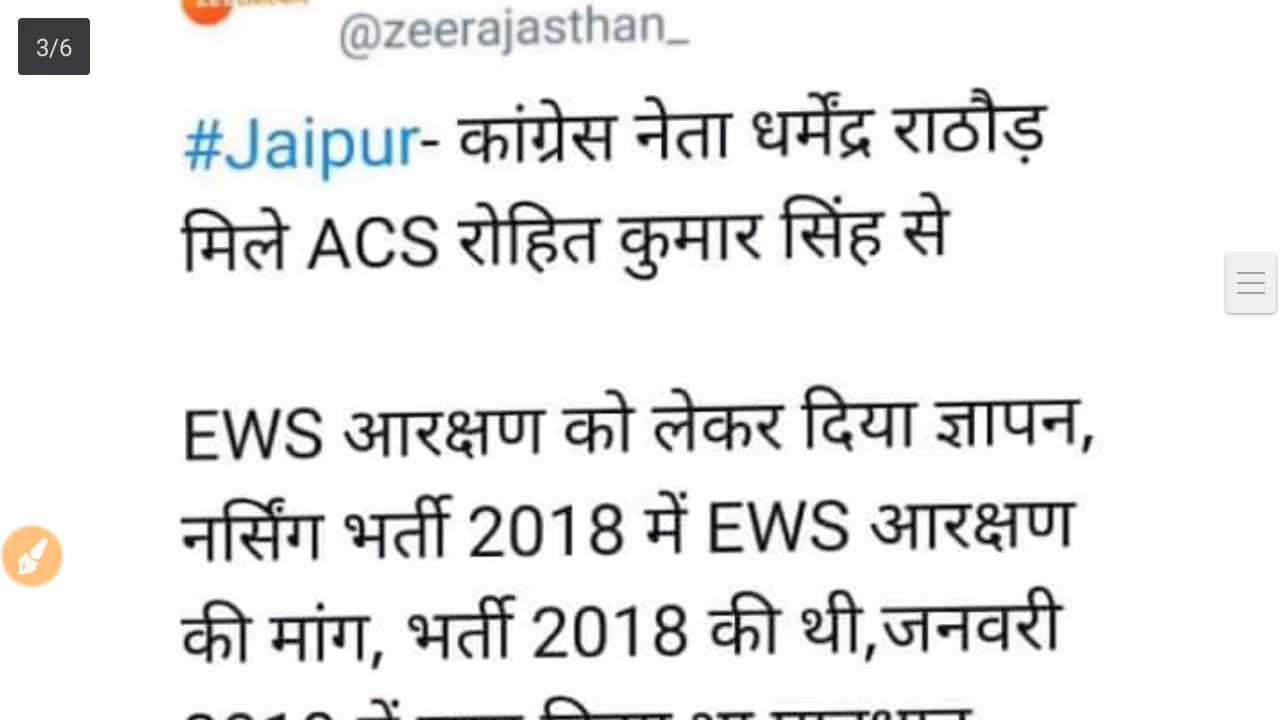 3/6
@zeerajasthan_
#Jaipur- कांग्रेस नेता धर्मेंद्र राठौड़
मिले ACS रोहित कुमार सिंह से
EWS आरक्षण को लेकर दिया ज्ञापन,
नर्सिंग भर्ती 2018 में EWS आरक्षण
की मांग, भर्ती 2018 की थी,जनवरी